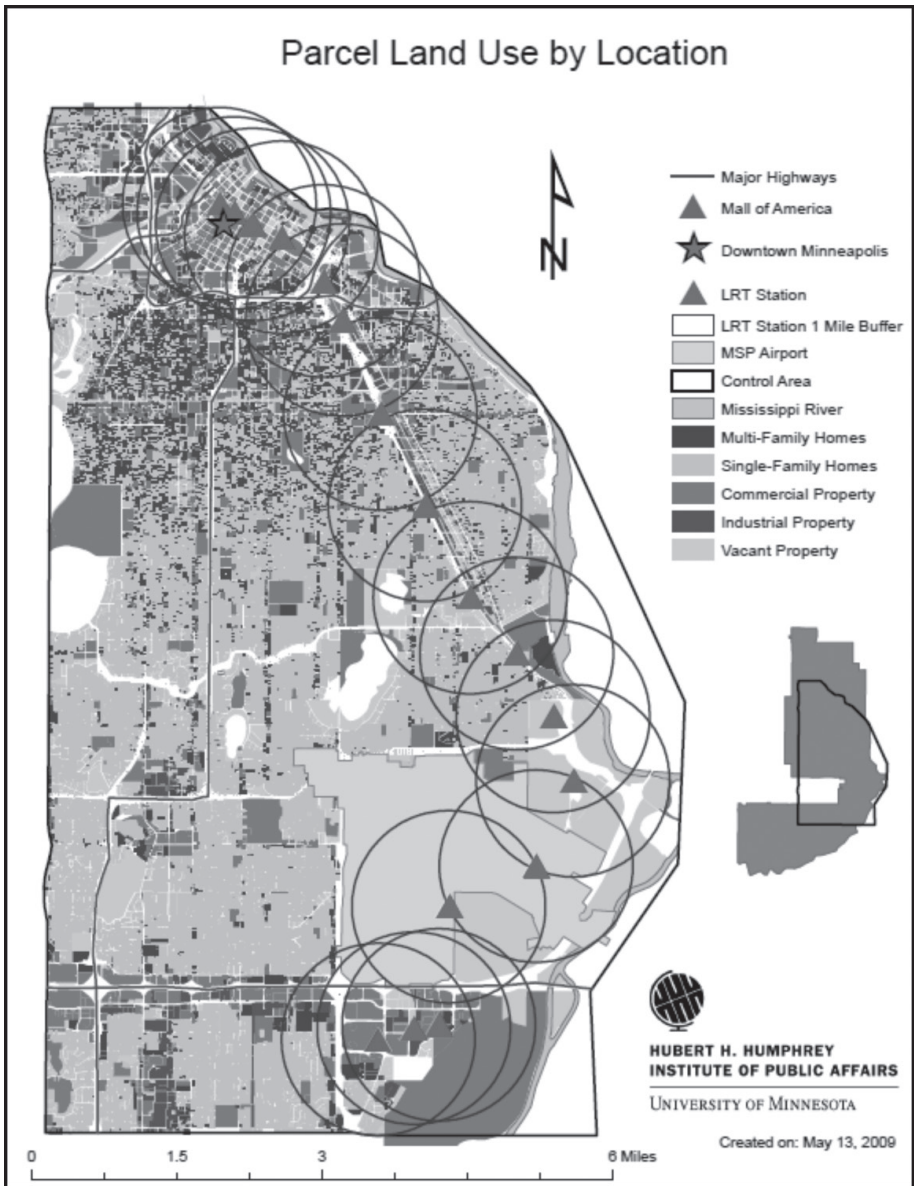 Parcel Land Use by Location
N
Major Highways
Mall of America
Downtown Minneapolis
LRT Station
LRT Station 1 Mile Buffer
MSP Airport
Control Area
Mississippi River
Multi-Family Homes
Single-Family Homes
Commercial Property
Industrial Property
Vacant Property
HUBERT H. HUMPHREY
INSTITUTE OF PUBLIC AFFAIRS
UNIVERSITY OF MINNESOTA
Created on: May 13, 2009
0 1.5 3 6 Miles